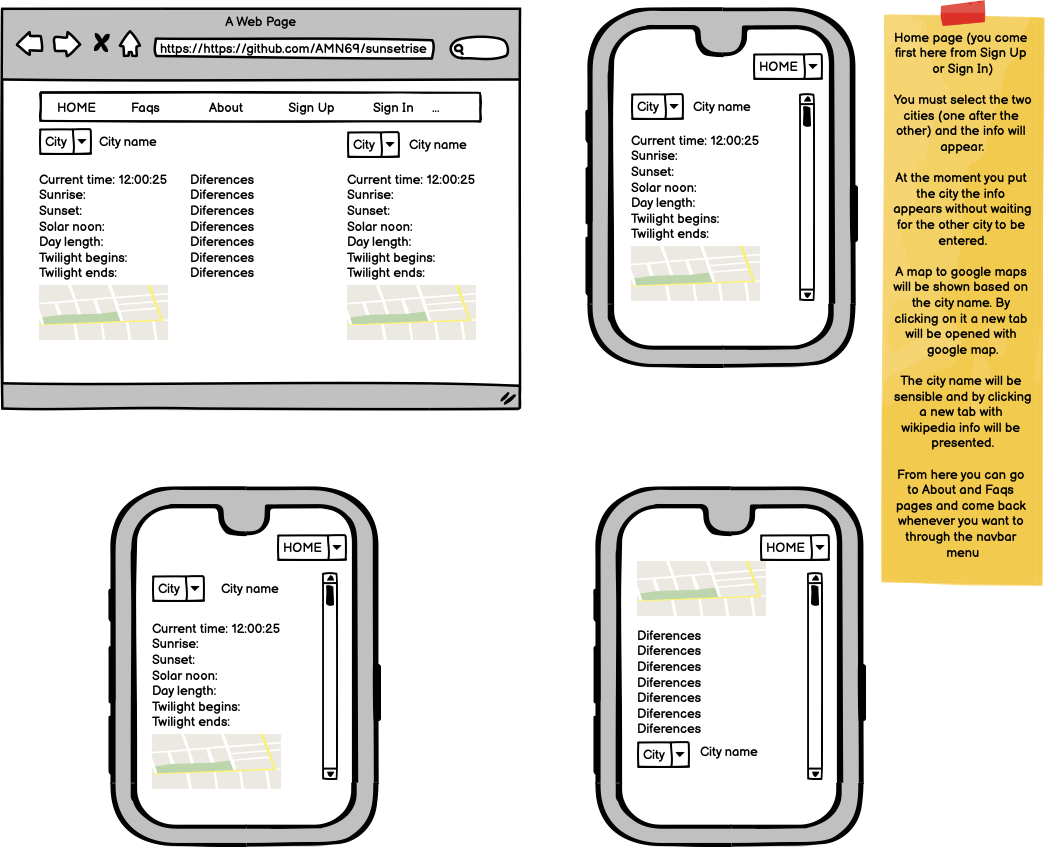 A Web Page
https://https://github.com/AMN69/sunsetrise
HOME Faqs About Sign Up Sign In ...
City City name
City City name
Current time: 12:00:25 Diferences Current time: 12:00:25
Sunrise: Diferences Sunrise:
Sunset: Diferences Sunset:
Solar noon: Diferences Solar noon:
Day length: Diferences Day length:
Twilight begins: Diferences Twilight begins:
Twilight ends: Diferences Twilight ends:
HOME
City City name
Current time: 12:00:25
Sunrise:
Sunset:
Solar noon:
Day length:
Twilight begins:
Twilight ends:
Home page (you come
first here from Sign Up
or Sign In)
You must select the two
cities (one after the
other) and the info will
appear.
At the moment you put
the city the info
appears without waiting
for the other city to be
entered.
A map to google maps
will be shown based on
the city name. By
clicking on it a new tab
will be opened with
google map.
The city name will be
sensible and by clicking
a new tab with
wikipedia info will be
presented.
From here you can go
to About and Faqs
pages and come back
whenever you want to
through the navbar
menu
HOME
City City name
Current time: 12:00:25
Sunrise:
Sunset:
Solar noon:
Day length:
Twilight begins:
Twilight ends:
HOME
Diferences
Diferences
Diferences
Diferences
Diferences
Diferences
Diferences
City City name